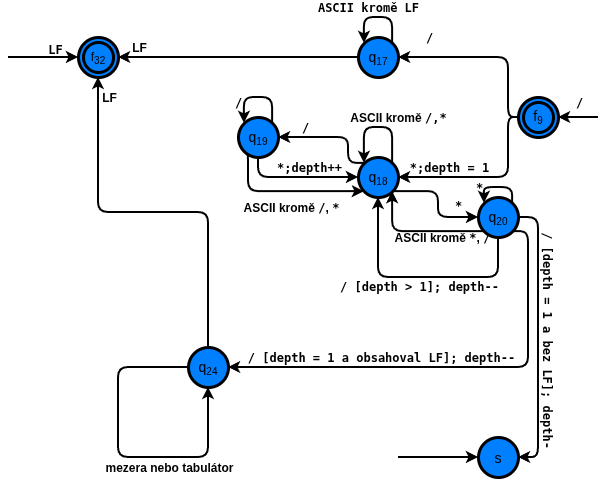 ASCII kromě LF
LF
f32
LF
q17
/
LF
/
/
q19
ASCII kromě /,*
f9
/
*;depth++
q18
*;depth = 1
*
ASCII kromě /, *
*
q20
ASCII kromě *, /
/ [depth > 1]; depth--
/ [depth = 1 a bez LF]; depth-
/ [depth = 1 a obsahoval LF]; depth--
q24
mezera nebo tabulátor
s